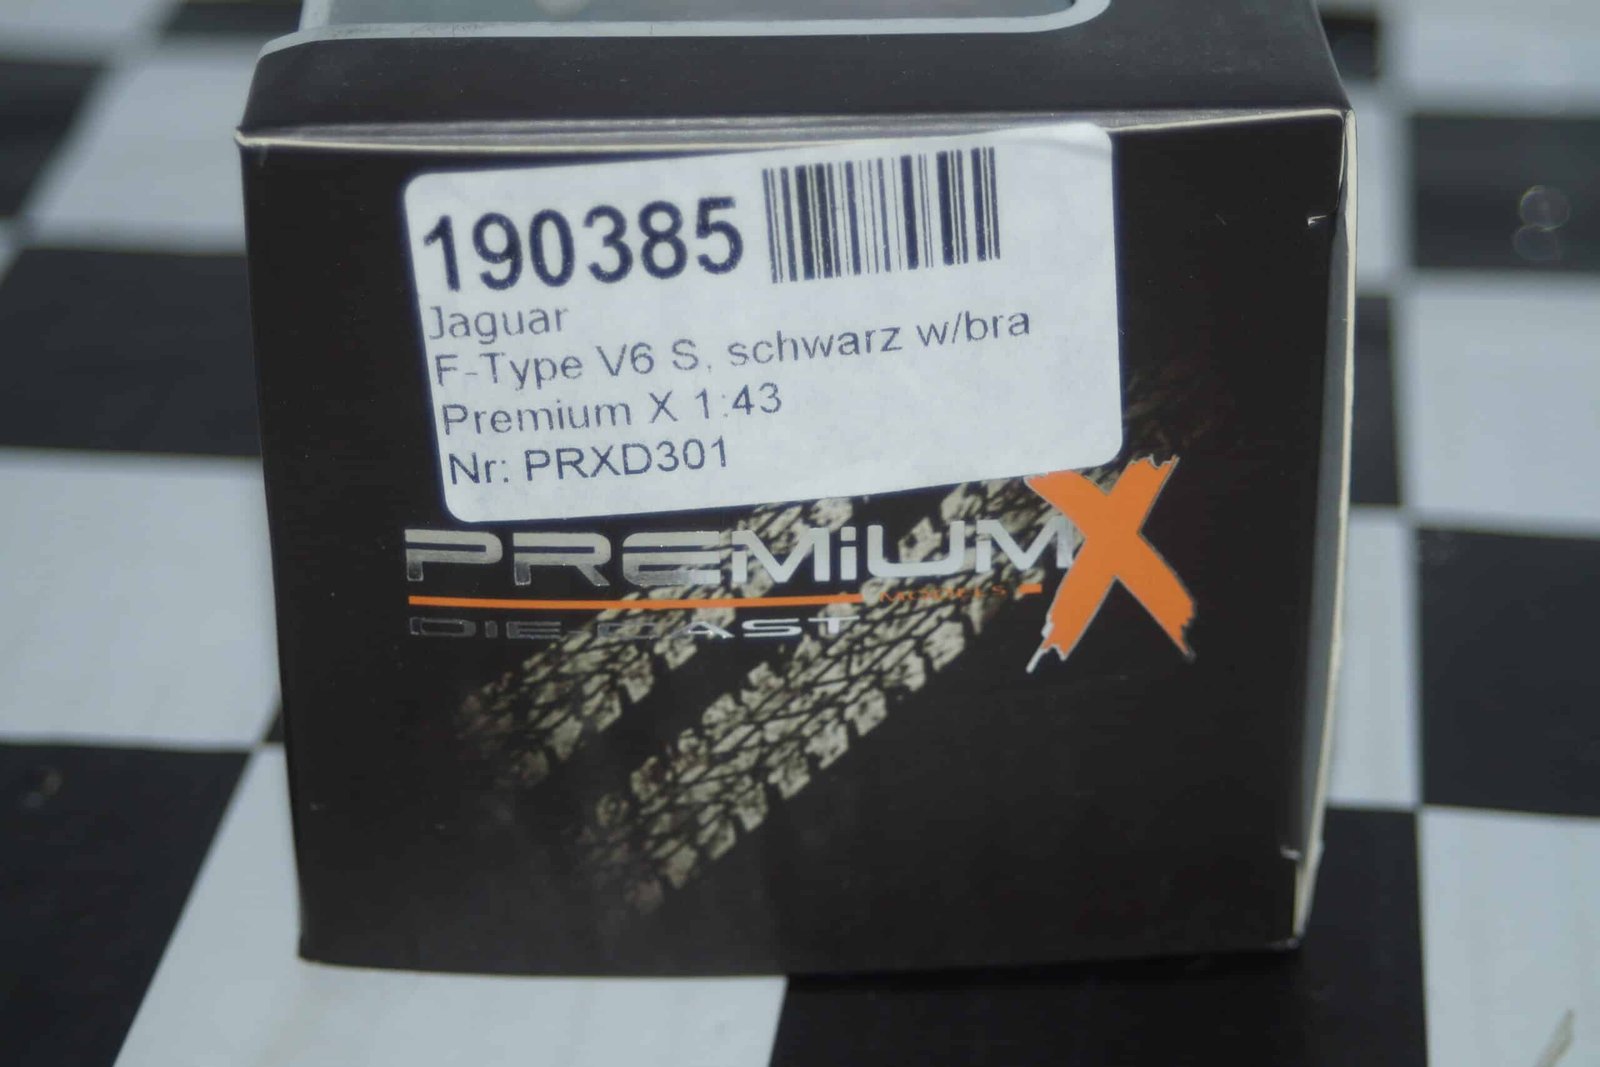 190385
Jaguar
F-Type V6 S, schwarz w/bra
Premium X 1:43
Nr: PRXD301
PREMiUM X
MODELS
DIE-CAST